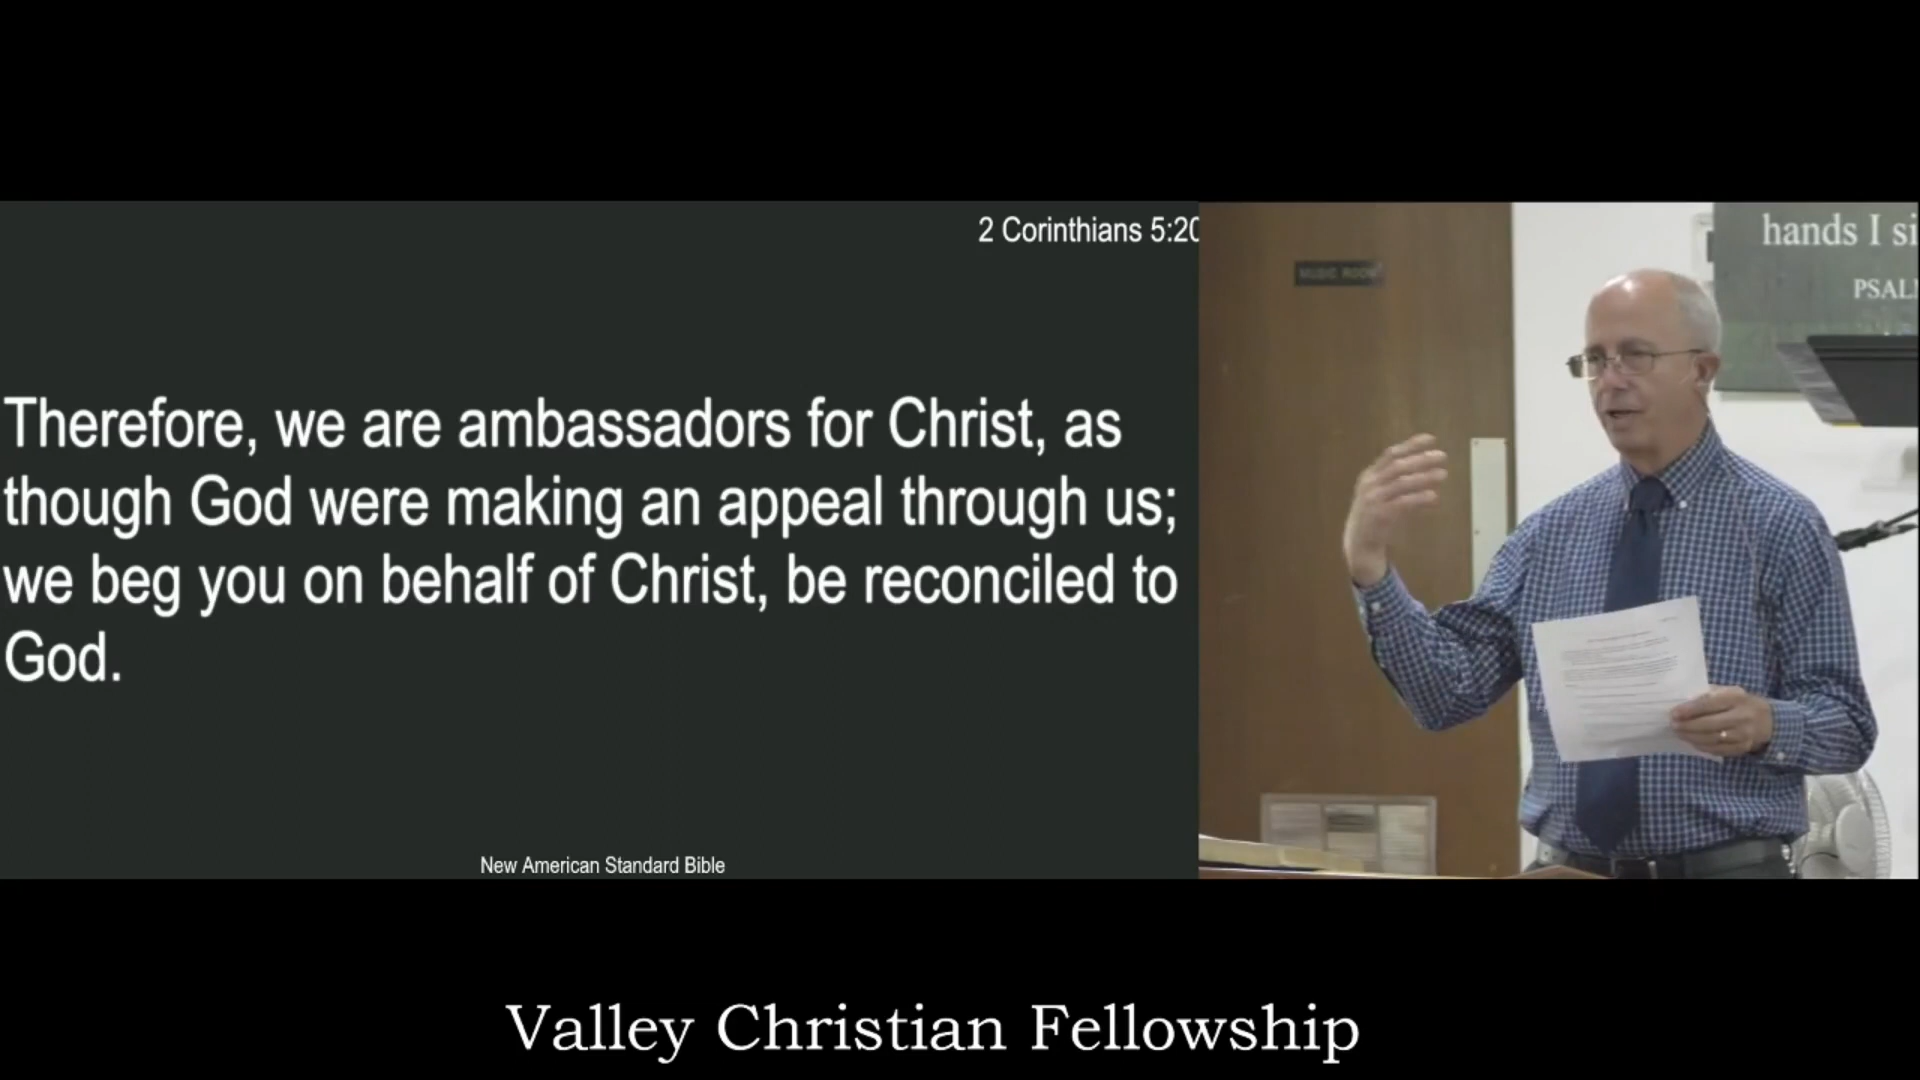 2 Corinthians 5:20
Therefore, we are ambassadors for Christ, as
though God were making an appeal through us;
we beg you on behalf of Christ, be reconciled to
God.
New American Standard Bible
MUSIC ROOM
hands I si
PSAL
Valley Christian Fellowship